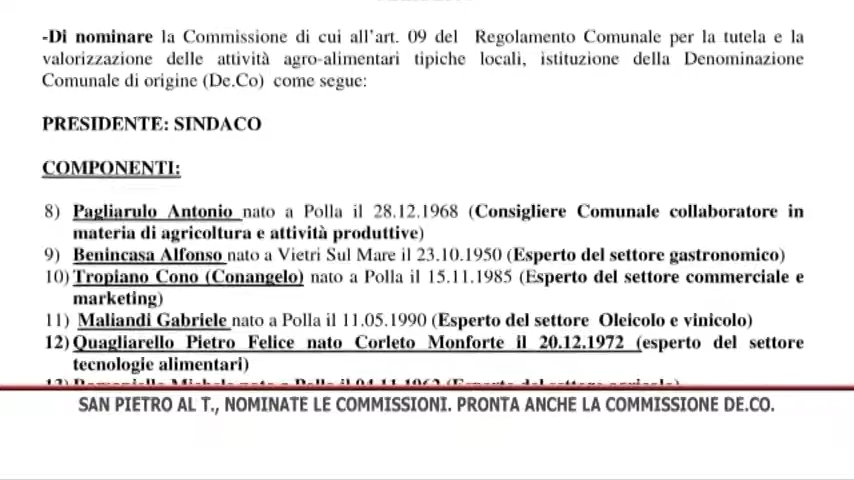 -Di nominare la Commissione di cui all'art. 09 del Regolamento Comunale per la tutela e la
valorizzazione delle attività agro-alimentari tipiche locali, istituzione della Denominazione
Comunale di origine (De.Co) come segue:
PRESIDENTE: SINDACO
COMPONENTI:
8) Pagliarulo Antonio nato a Polla il 28.12.1968 (Consigliere Comunale collaboratore in
materia di agricoltura e attività produttive)
9) Benincasa Alfonso nato a Vietri Sul Mare il 23.10.1950 (Esperto del settore gastronomico)
10) Tropiano Cono (Conangelo) nato a Polla il 15.11.1985 (Esperto del settore commerciale e
marketing)
11) Maliandi Gabriele nato a Polla il 11.05.1990 (Esperto del settore Oleicolo e vinicolo)
12) Quagliarello Pietro Felice nato Corleto Monforte il 20.12.1972 (esperto del settore
tecnologie alimentari)
SAN PIETRO AL T., NOMINATE LE COMMISSIONI. PRONTA ANCHE LA COMMISSIONE DE.CO.